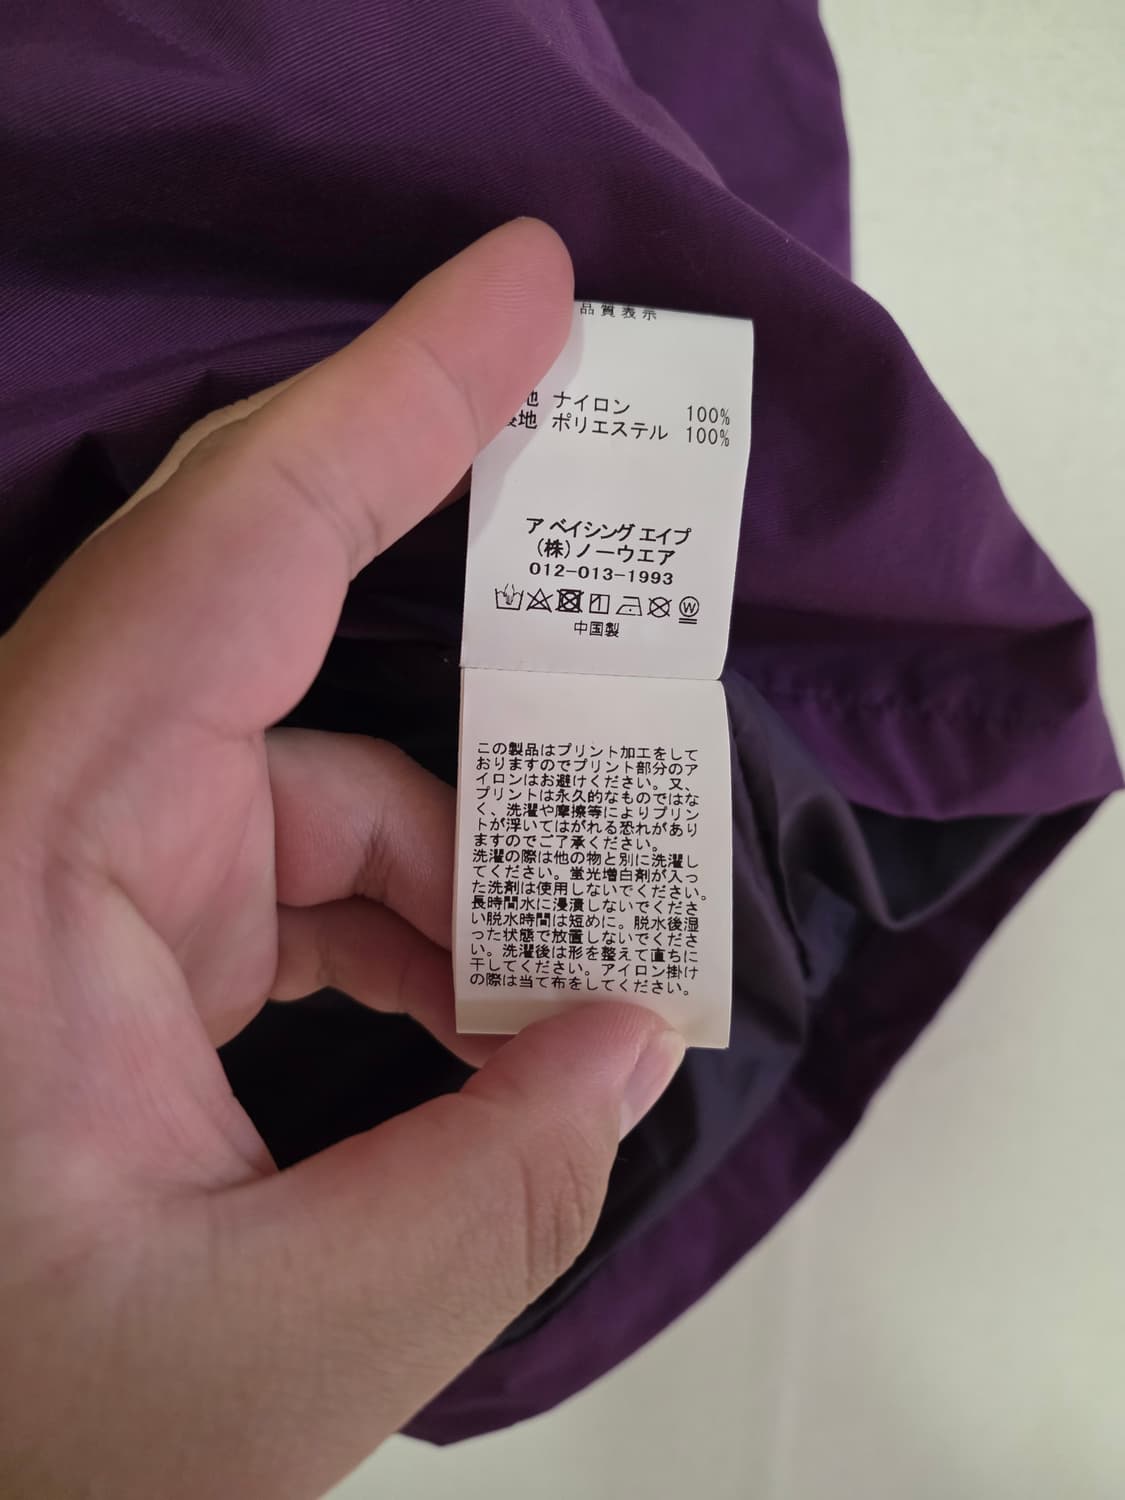 品質表示
地 ナイロン 100%
裏地 ポリエステル 100%
ア ベイシング エイプ
(株)ノーウエア
012-013-1993
中国製
この製品はプリント加工をして
おりますのでプリント部分のア
イロンはお避けください。又、
プリントは永久的なものではな
く、洗濯や摩擦等によりプリン
トが浮いてはがれる恐れがあり
ますのでご了承ください。
洗濯の際は他の物と別に洗濯し
てください。蛍光増白剤が入っ
た洗剤は使用しないでください。
長時間水に浸漬しないでくださ
い脱水時間は短めに。脱水後湿
った状態で放置しないでくださ
い。洗濯後は形を整えて直ちに
干してください。アイロン掛け
の際は当て布をしてください。